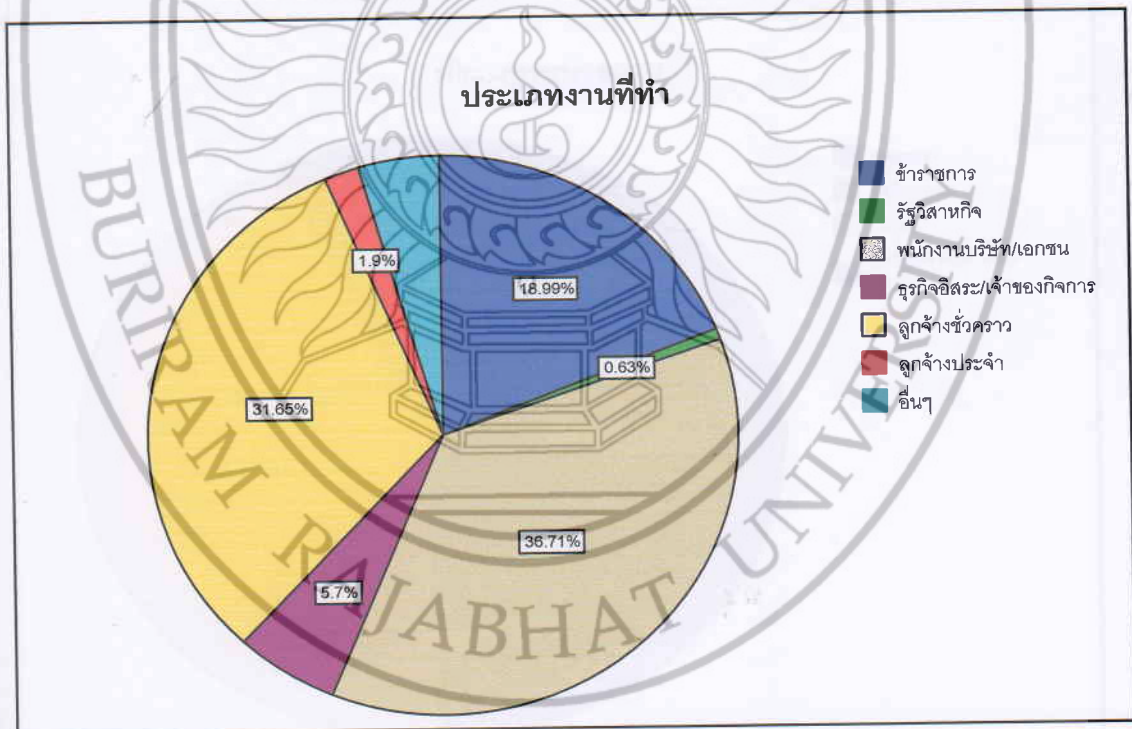 ประเภทงานที่ทำ
ข้าราชการ
รัฐวิสาหกิจ
พนักงานบริษัท/เอกชน
ธุรกิจอิสระ/เจ้าของกิจการ
ลูกจ้างชั่วคราว
ลูกจ้างประจำ
อื่นๆ
1.9%
18.99%
0.63%
31.65%
36.71%
5.7%
BURIRAM RAJABHAT UNIVERSITY